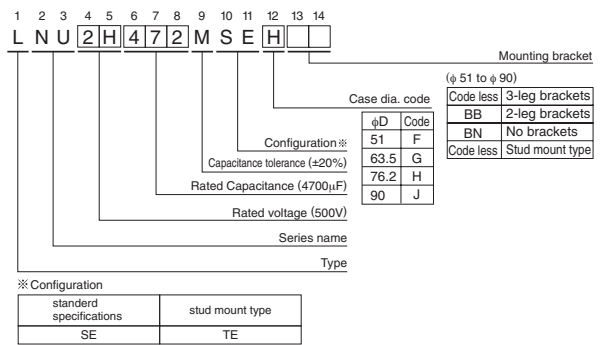 1 2 3 4 5 6 7 8 9 10 11 12 13 14
L N U 2 H 4 7 2 M S E H
Mounting bracket
(φ 51 to φ 90)
Code less 3-leg brackets
BB 2-leg brackets
BN No brackets
Code less Stud mount type
Case dia. code
φD Code
51 F
63.5 G
76.2 H
90 J
Configuration※
Capacitance tolerance (±20%)
Rated Capacitance (4700µF)
Rated voltage (500V)
Series name
Type
※Configuration
standerd specifications stud mount type
SE TE